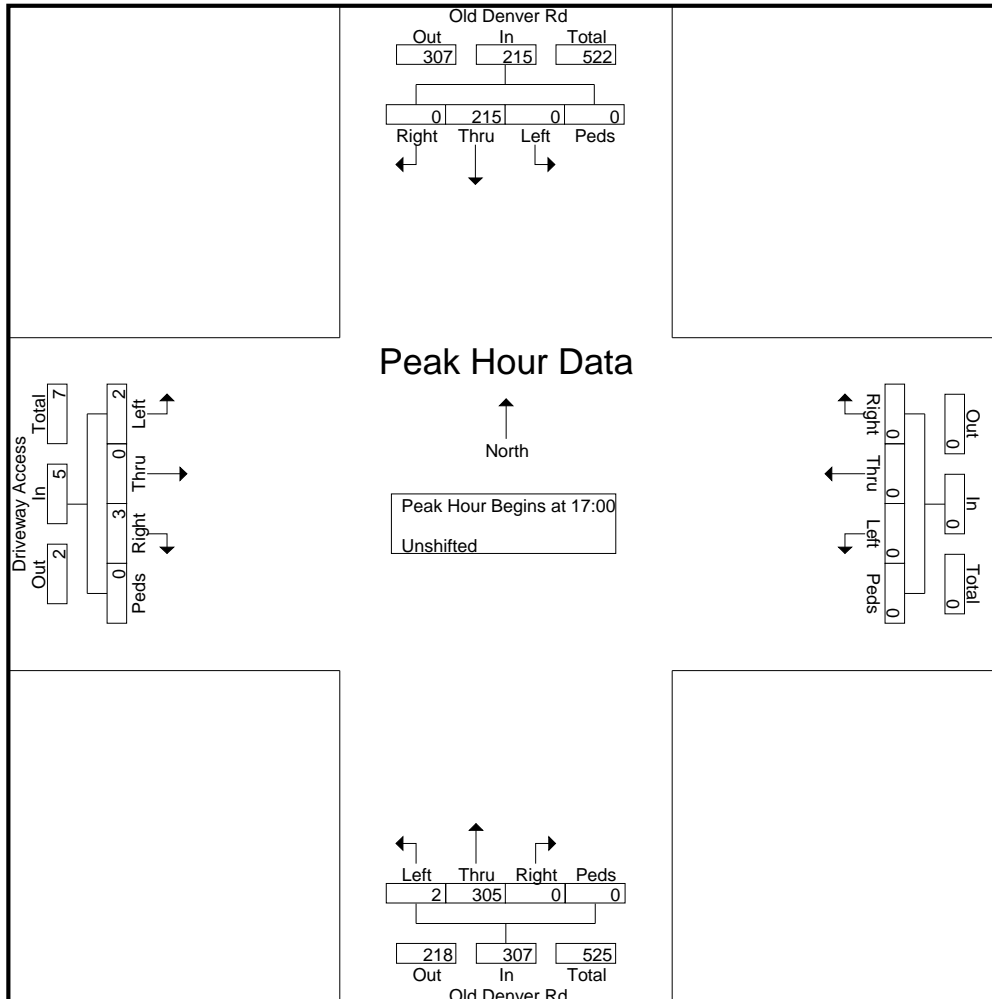 Old Denver Rd
Out In Total
307 215 522
0 215 0 0
Right Thru Left Peds
Peak Hour Data
North
Peak Hour Begins at 17:00
Unshifted
Driveway Access
Out In Total
2 5 7
2 0 3 0
Left Thru Right Peds
Out In Total
0 0 0
0 0 0 0
Right Thru Left Peds
Left Thru Right Peds
2 305 0 0
218 307 525
Out In Total
Old Denver Rd